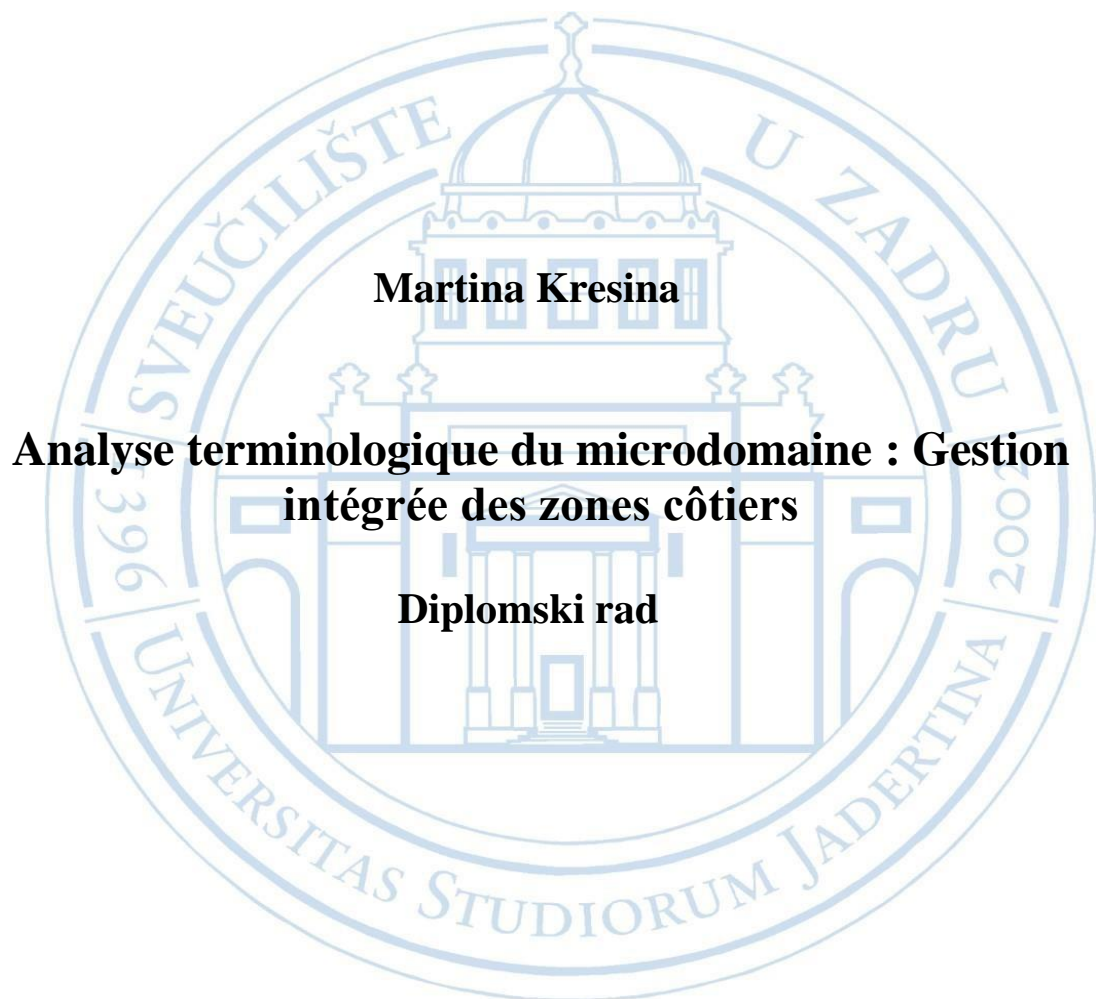 SVEUČILIŠTE U ZADRU
Martina Kresina
Analyse terminologique du microdomaine : Gestion
intégrée des zones côtiers
Diplomski rad
1396
2002
UNIVERSITAS STUDIORUM JADERTINA